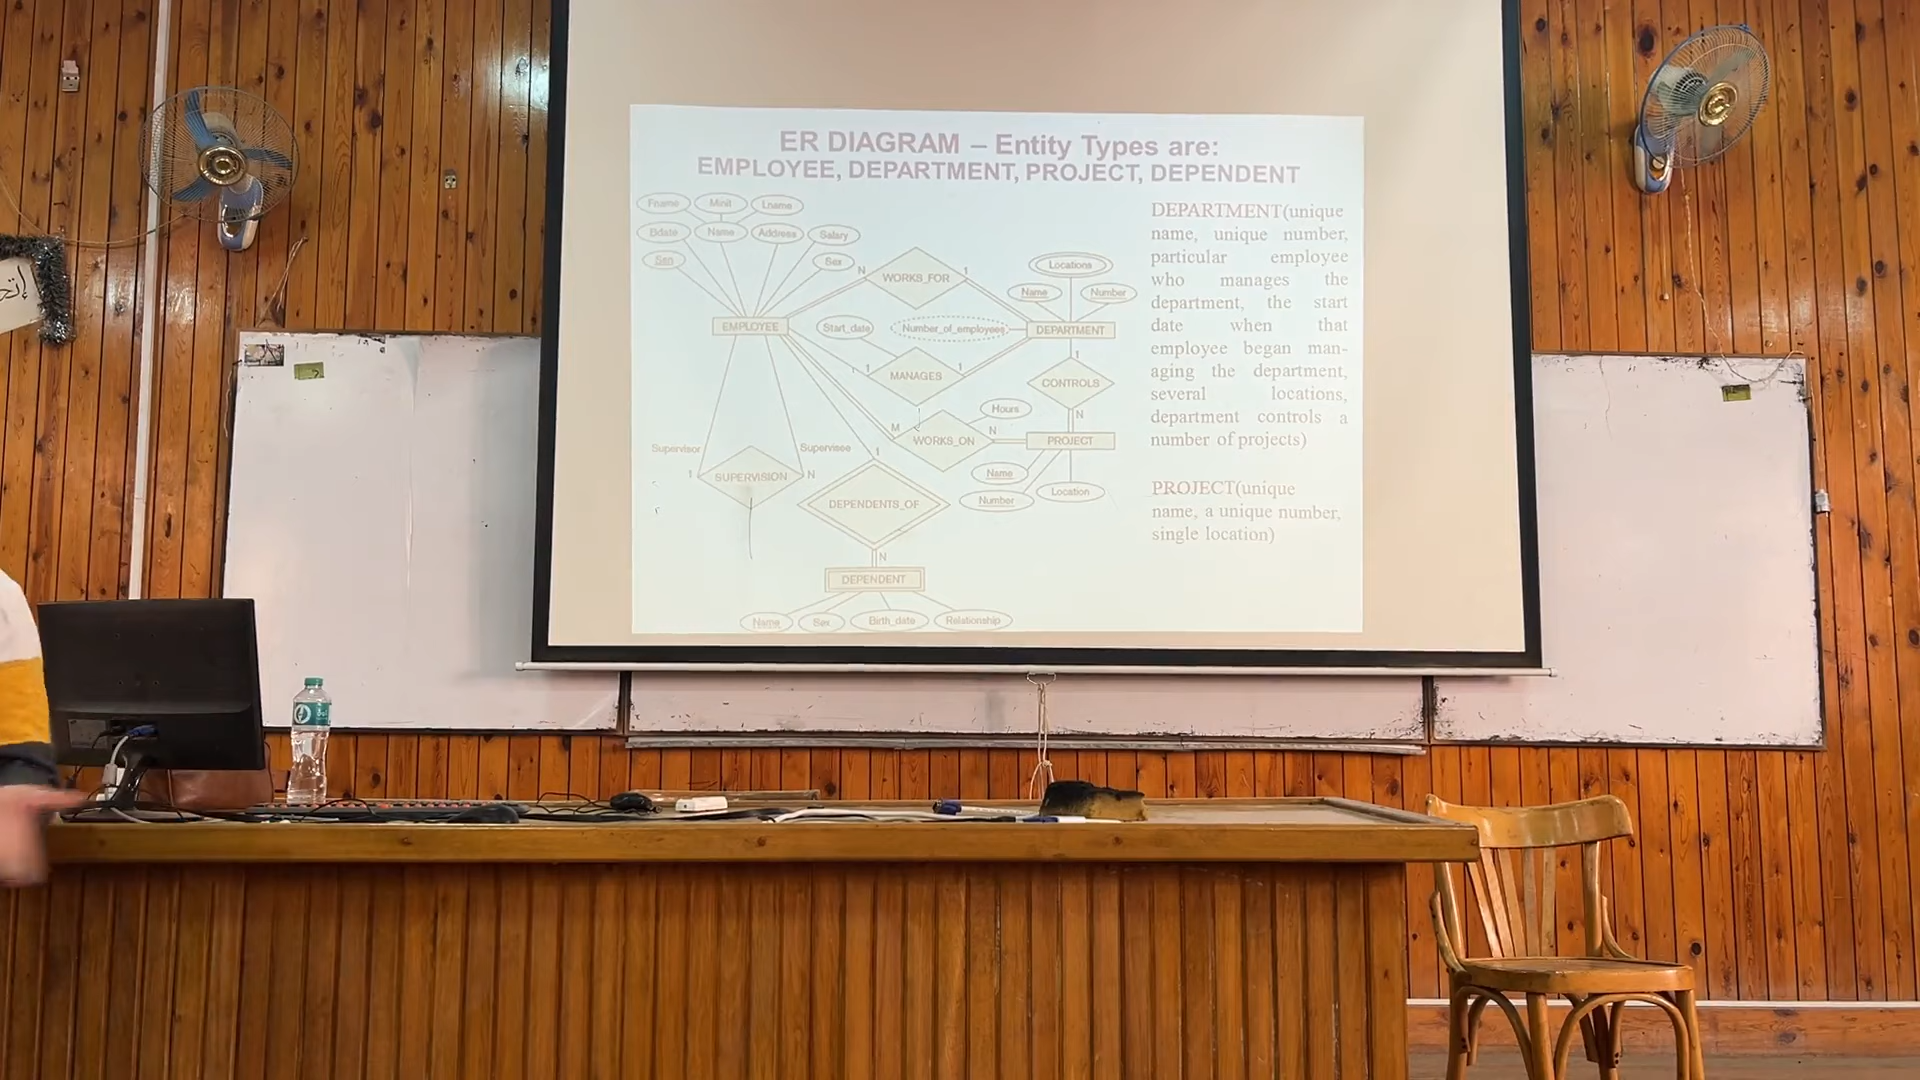 ER DIAGRAM – Entity Types are:
EMPLOYEE, DEPARTMENT, PROJECT, DEPENDENT
Fname
Minit
Lname
Bdate
Name
Address
Salary
Ssn
Sex
N
WORKS_FOR
1
Locations
Name
Number
EMPLOYEE
Start_date
Number_of_employees
DEPARTMENT
1
MANAGES
1
1
CONTROLS
Hours
N
M
WORKS_ON
N
PROJECT
Supervisor
Supervisee
1
1
SUPERVISION
N
Name
Number
Location
DEPENDENTS_OF
N
DEPENDENT
Name
Sex
Birth_date
Relationship
DEPARTMENT(unique
name, unique number,
particular employee
who manages the
department, the start
date when that
employee began man-
aging the department,
several locations,
department controls a
number of projects)
PROJECT(unique
name, a unique number,
single location)